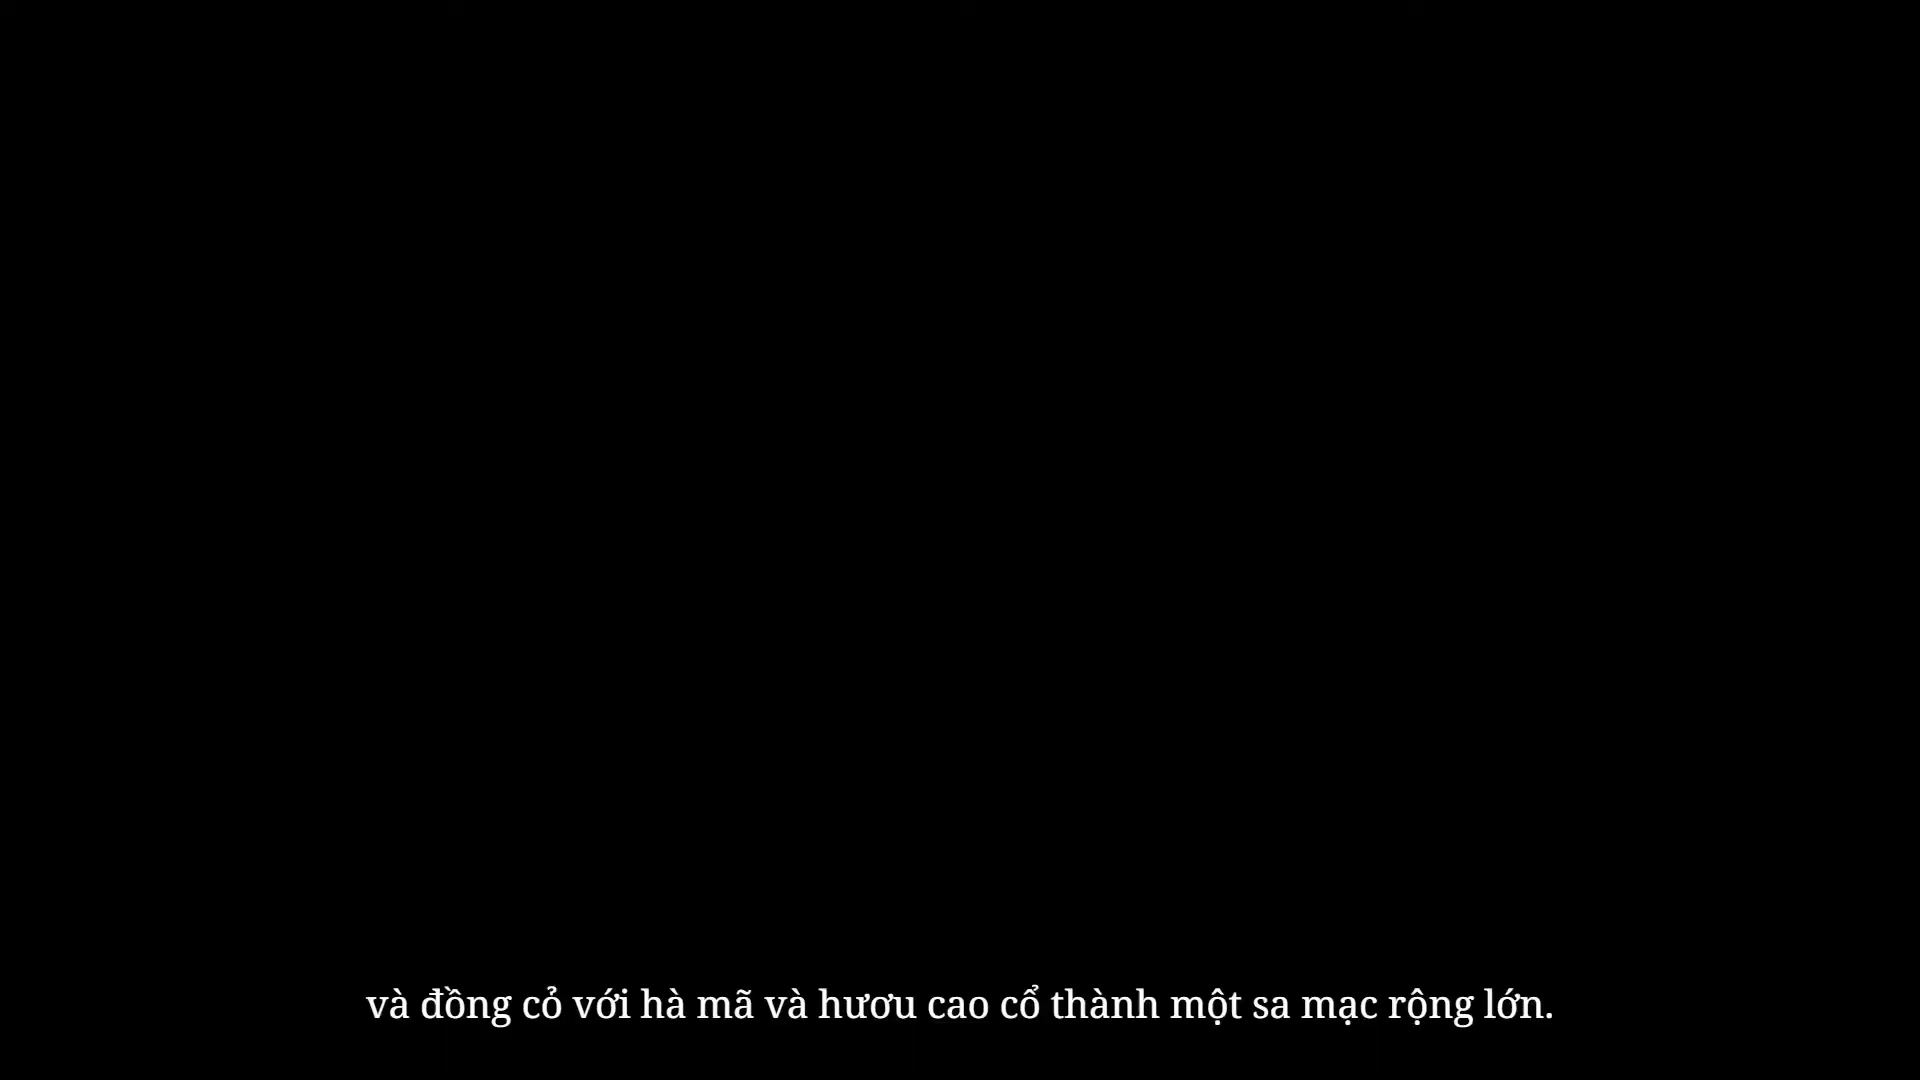 và đồng cỏ với hà mã và hươu cao cổ thành một sa mạc rộng lớn.